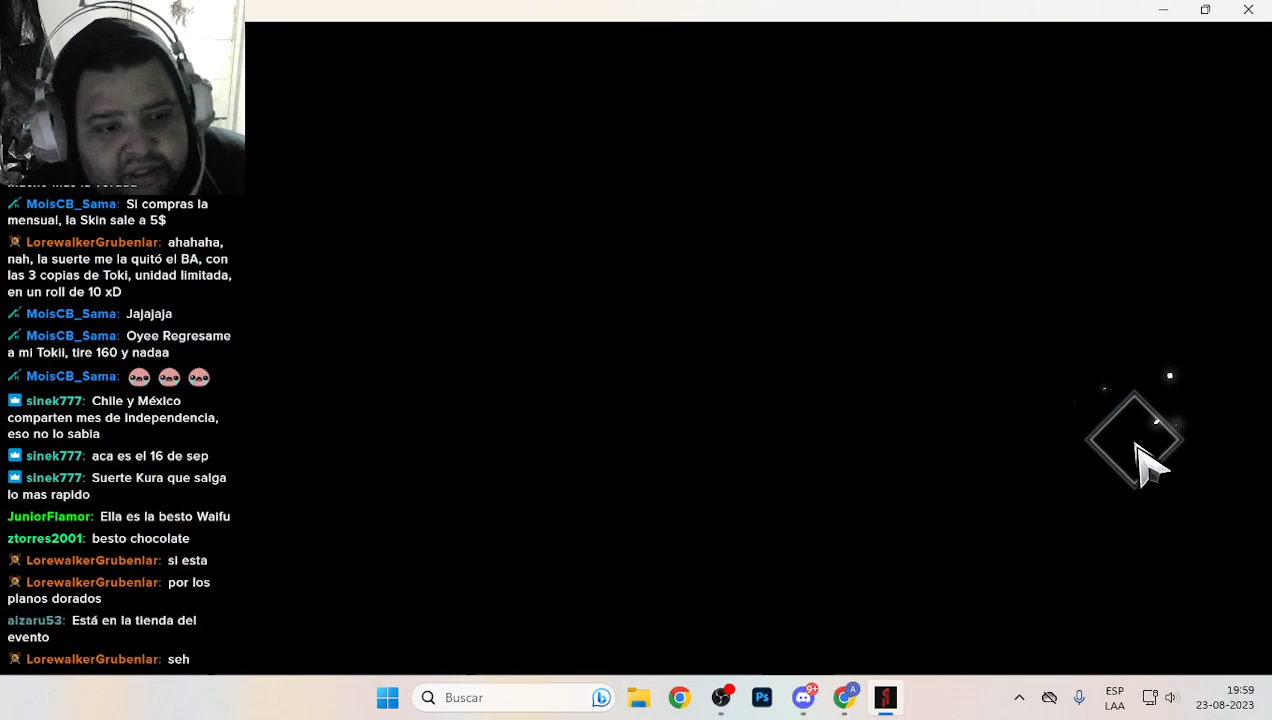 MoisCB_Sama: Si compras la
mensual, la Skin sale a 5$
LorewalkerGrubenlar: ahahaha,
nah, la suerte me la quitó el BA, con
las 3 copias de Toki, unidad limitada,
en un roll de 10 xD
MoisCB_Sama: Jajajaja
MoisCB_Sama: Oyee Regresame
a mi Tokii, tire 160 y nadaa
MoisCB_Sama:
sinek777: Chile y México
comparten mes de independencia,
eso no lo sabia
sinek777: aca es el 16 de sep
sinek777: Suerte Kura que salga
lo mas rapido
JuniorFlamor: Ella es la besto Waifu
ztorres2001: besto chocolate
LorewalkerGrubenlar: si esta
LorewalkerGrubenlar: por los
planos dorados
aizaru53: Está en la tienda del
evento
LorewalkerGrubenlar: seh
Buscar
Ps
9+
A
ESP
LAA
19:59
23-08-2023